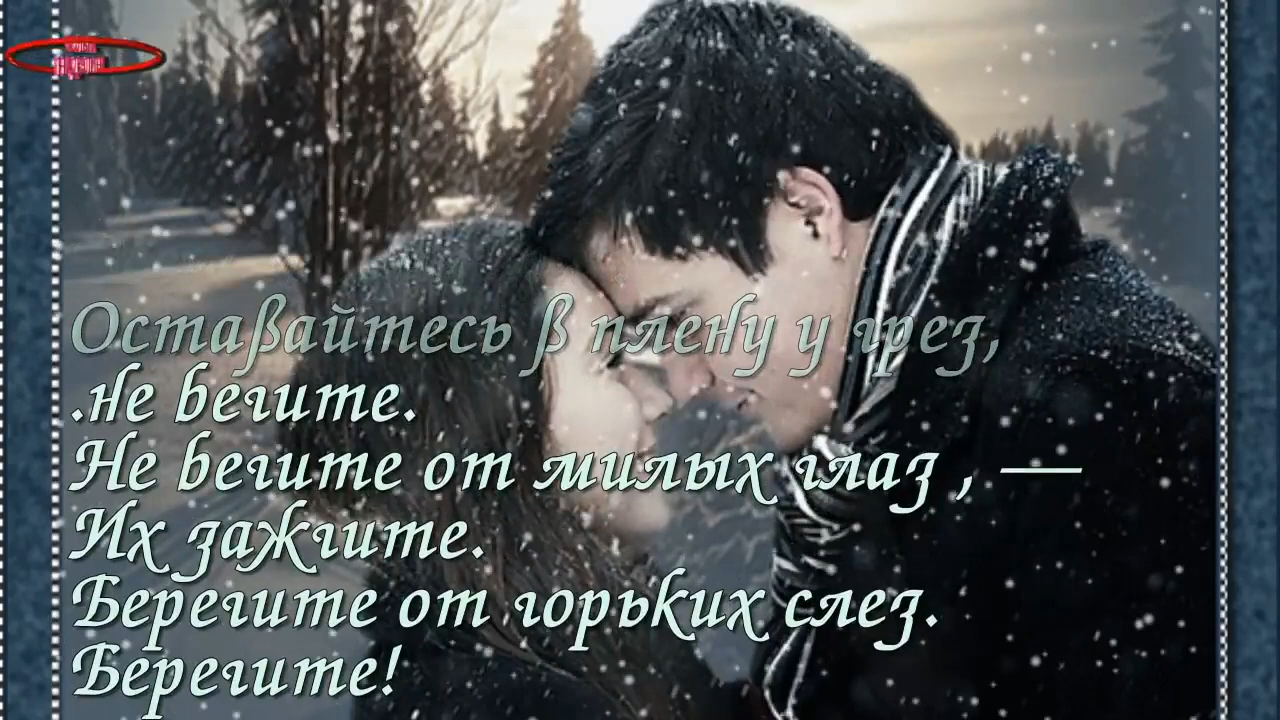 Оставайтесь в плену у грез,
.не бегите.
Не бегите от милых глаз , —
Их зажгите.
Берегите от горьких слез.
Берегите!